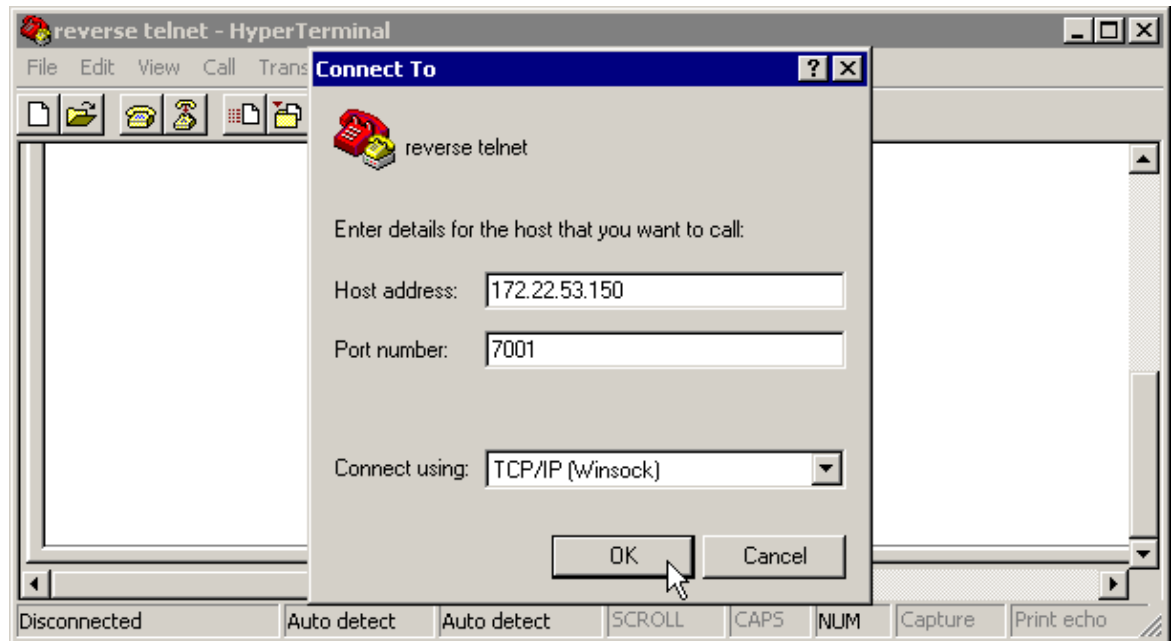 reverse telnet - HyperTerminal
File Edit View Call Trans
Connect To
reverse telnet
Enter details for the host that you want to call:
Host address: 172.22.53.150
Port number: 7001
Connect using: TCP/IP (Winsock)
OK Cancel
Disconnected Auto detect Auto detect SCROLL CAPS NUM Capture Print echo